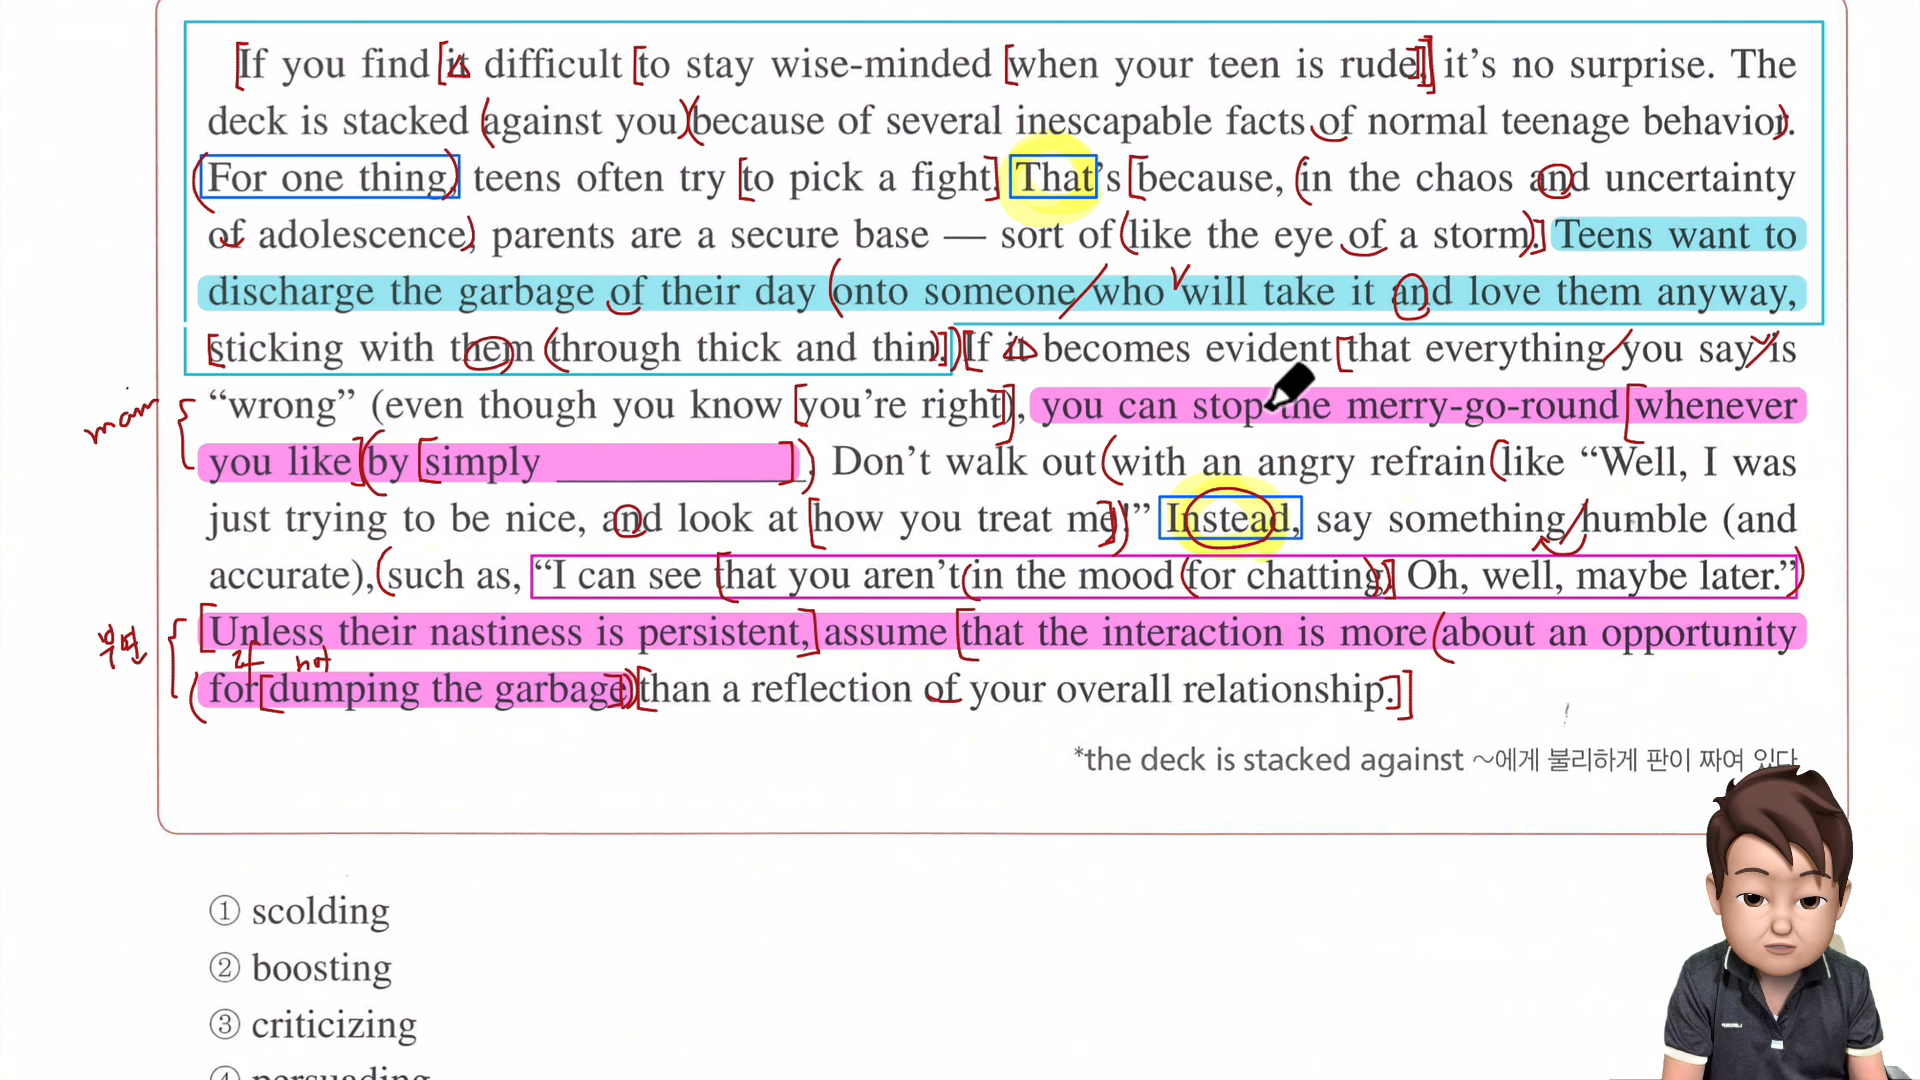 If you find it difficult to stay wise-minded when your teen is rude, it's no surprise. The
deck is stacked against you because of several inescapable facts of normal teenage behavior.
For one thing, teens often try to pick a fight. That's because, in the chaos and uncertainty
of adolescence, parents are a secure base — sort of like the eye of a storm. Teens want to
discharge the garbage of their day onto someone who will take it and love them anyway,
sticking with them through thick and thin. If it becomes evident that everything you say is
“wrong” (even though you know you're right), you can stop the merry-go-round whenever
main
you like by simply ____________. Don't walk out with an angry refrain like “Well, I was
just trying to be nice, and look at how you treat me!” Instead, say something humble (and
accurate), such as, “I can see that you aren't in the mood for chatting. Oh, well, maybe later.”
Unless their nastiness is persistent, assume that the interaction is more about an opportunity
부연
if not
for dumping the garbage than a reflection of your overall relationship.
*the deck is stacked against ～에게 불리하게 판이 짜여 있다
① scolding
② boosting
③ criticizing
④ persuading